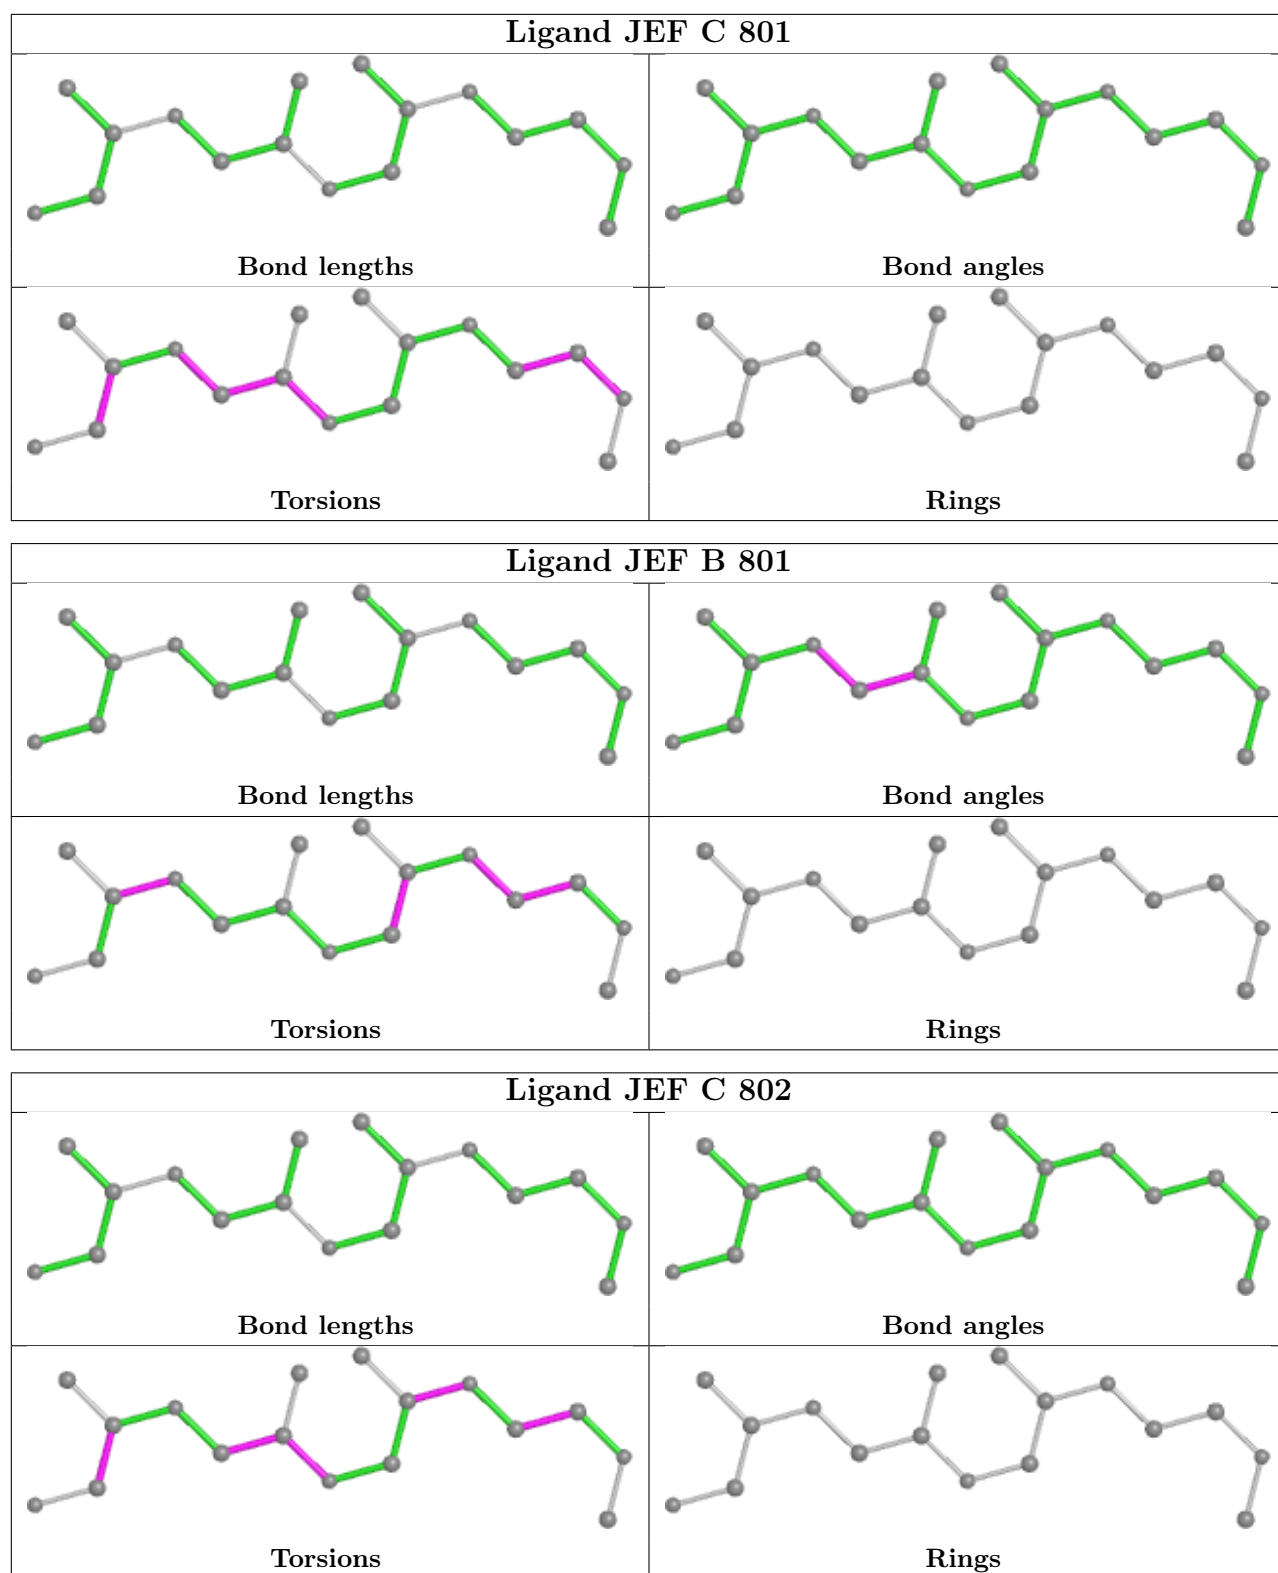 Ligand JEF C 801
Bond lengths
Bond angles
Torsions
Rings
Ligand JEF B 801
Bond lengths
Bond angles
Torsions
Rings
Ligand JEF C 802
Bond lengths
Bond angles
Torsions
Rings